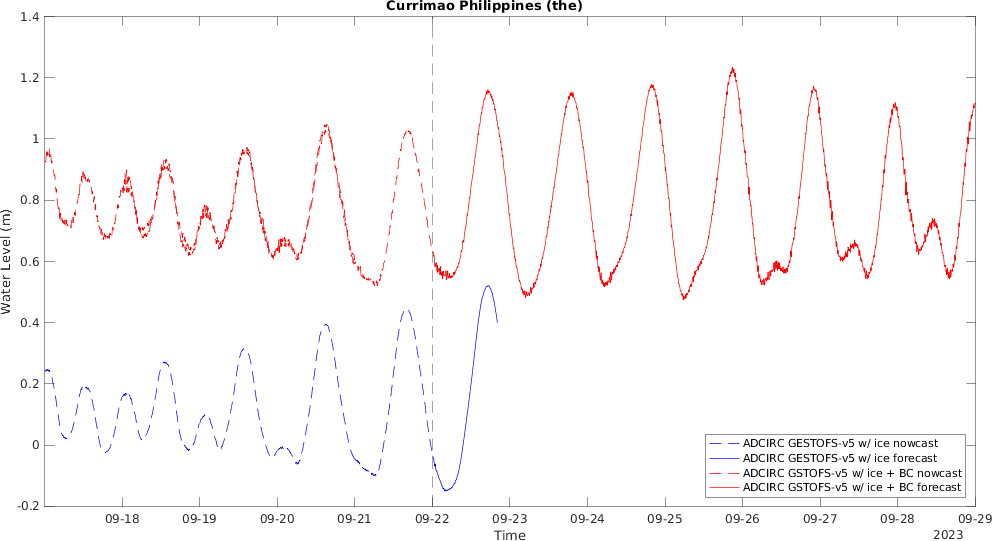 Currimao Philippines (the)
1.4
1.2
1
0.8
0.6
0.4
0.2
0
-0.2
Water Level (m)
ADCIRC GESTOFS-v5 w/ ice nowcast
ADCIRC GESTOFS-v5 w/ ice forecast
ADCIRC GSTOFS-v5 w/ ice + BC nowcast
ADCIRC GSTOFS-v5 w/ ice + BC forecast
09-18 09-19 09-20 09-21 09-22 09-23 09-24 09-25 09-26 09-27 09-28 09-29
Time
2023